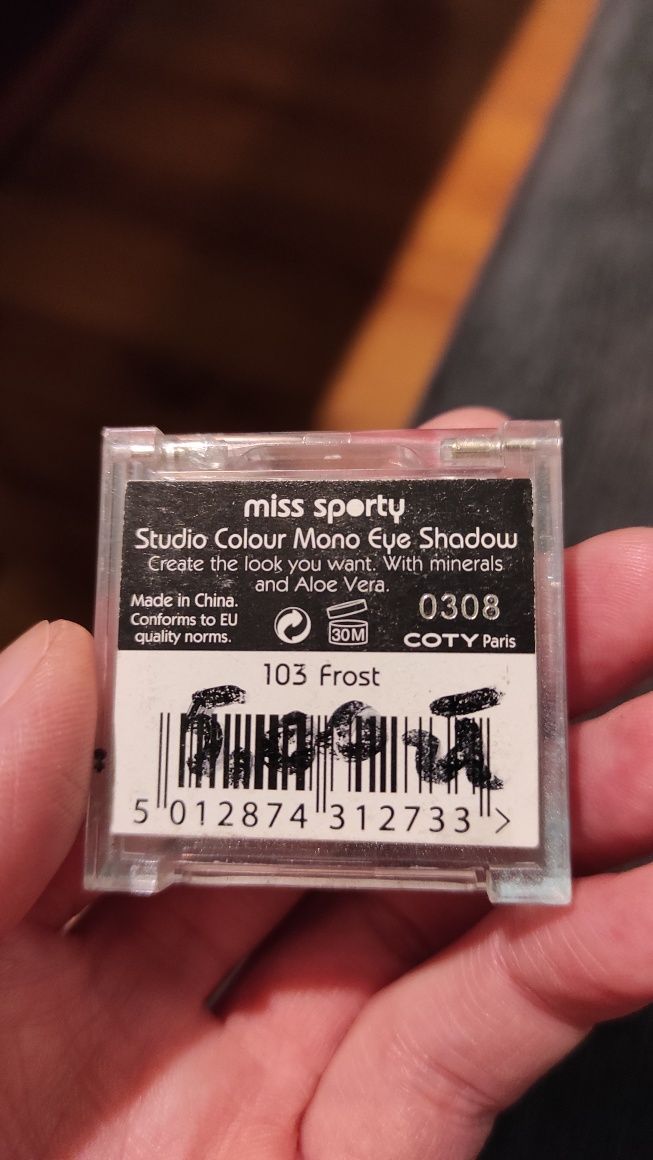 miss sporty
Studio Colour Mono Eye Shadow
Create the look you want. With minerals
and Aloe Vera.
Made in China.
Conforms to EU
quality norms.
30M
0308
COTY Paris
103 Frost
5 012874 312733 >